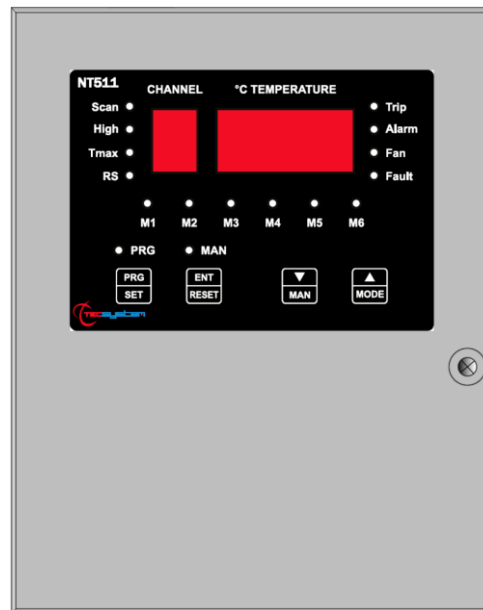 NT511
CHANNEL °C TEMPERATURE
Scan
High
Tmax
RS
Trip
Alarm
Fan
Fault
M1 M2 M3 M4 M5 M6
PRG MAN
PRG ENT ▼ ▲
SET RESET MAN MODE
TECSYSTEM